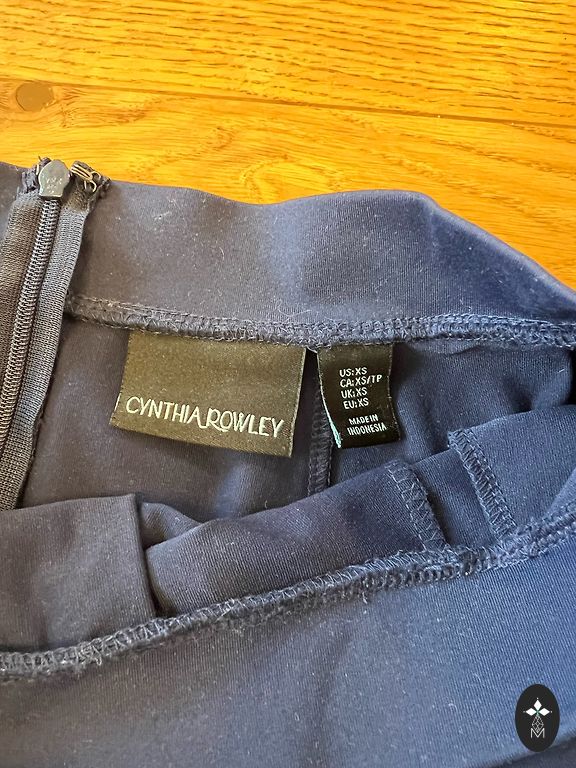 CYNTHIA ROWLEY
US:XS
CA:XS/TP
UK:XS
EU:XS
MADE IN
INDONESIA
M